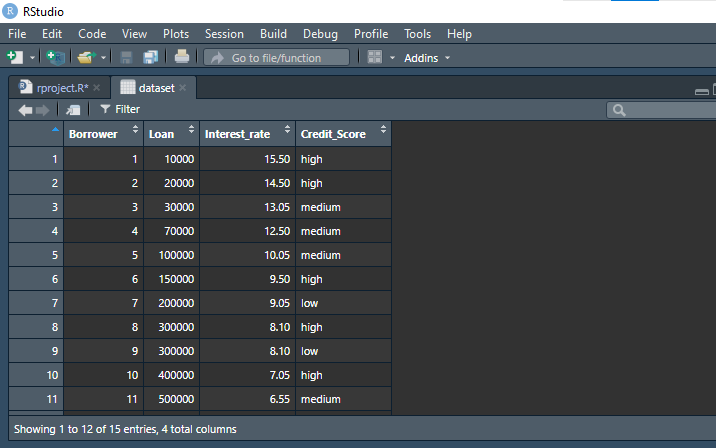 RStudio
File Edit Code View Plots Session Build Debug Profile Tools Help
Go to file/function Addins
rproject.R* dataset
Filter
Borrower Loan Interest_rate Credit_Score
1 1 10000 15.50 high
2 2 20000 14.50 high
3 3 30000 13.05 medium
4 4 70000 12.50 medium
5 5 100000 10.05 medium
6 6 150000 9.50 high
7 7 200000 9.05 low
8 8 300000 8.10 high
9 9 300000 8.10 low
10 10 400000 7.05 high
11 11 500000 6.55 medium
Showing 1 to 12 of 15 entries, 4 total columns